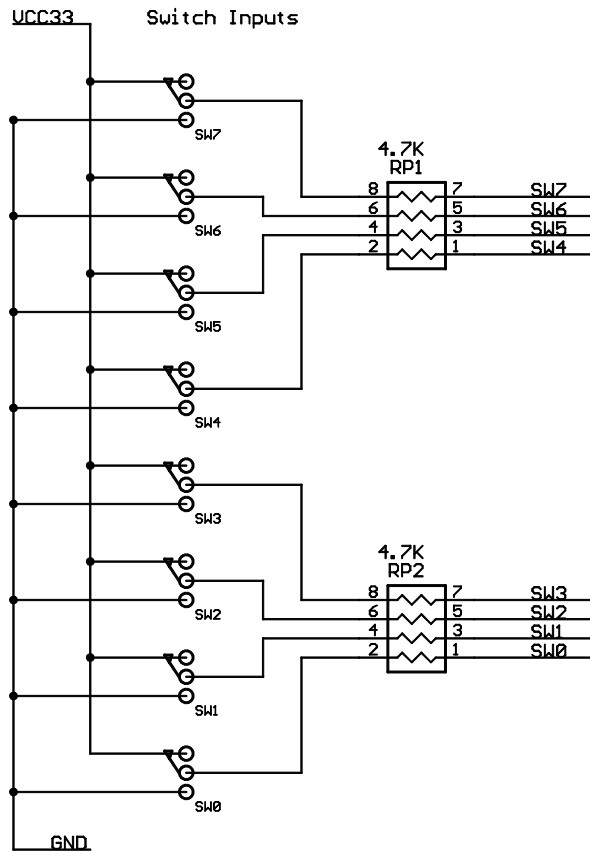 VCC33 Switch Inputs
SW7
4.7K
RP1
8 7 SW7
6 5 SW6
4 3 SW5
2 1 SW4
SW6
SW5
SW4
SW3
4.7K
RP2
8 7 SW3
6 5 SW2
4 3 SW1
2 1 SW0
SW2
SW1
SW0
GND